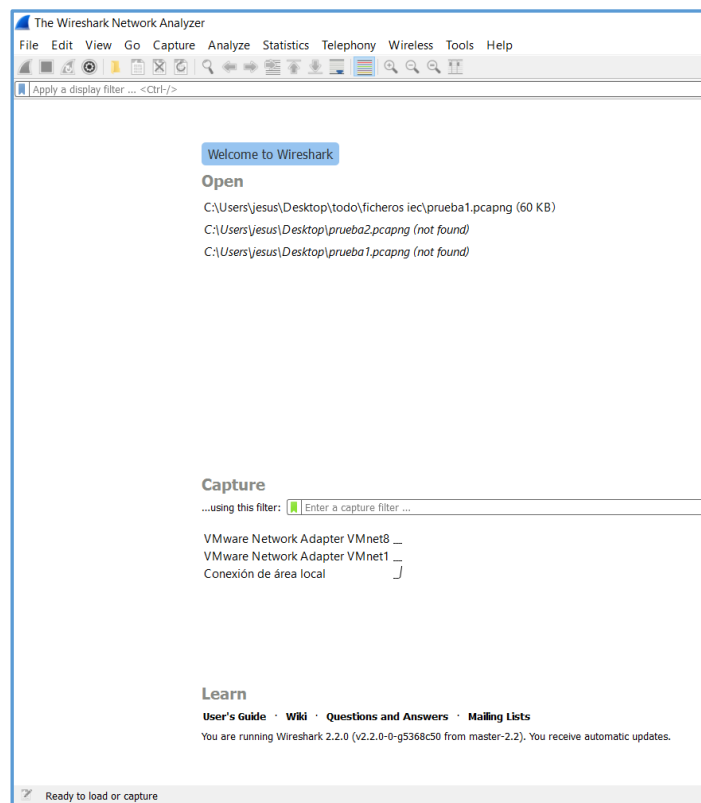 The Wireshark Network Analyzer
File Edit View Go Capture Analyze Statistics Telephony Wireless Tools Help
Apply a display filter ... <Ctrl-/>
Welcome to Wireshark
Open
C:\Users\jesus\Desktop\todo\ficheros iec\prueba1.pcapng (60 KB)
C:\Users\jesus\Desktop\prueba2.pcapng (not found)
C:\Users\jesus\Desktop\prueba1.pcapng (not found)
Capture
...using this filter: Enter a capture filter ...
VMware Network Adapter VMnet8
VMware Network Adapter VMnet1
Conexión de área local
Learn
User's Guide · Wiki · Questions and Answers · Mailing Lists
You are running Wireshark 2.2.0 (v2.2.0-0-g5368c50 from master-2.2). You receive automatic updates.
Ready to load or capture